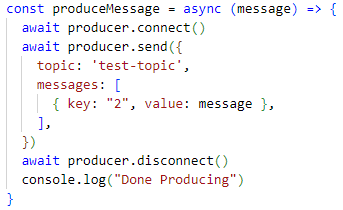 const produceMessage = async (message) => {
  await producer.connect()
  await producer.send({
    topic: 'test-topic',
    messages: [
      { key: "2", value: message },
    ],
  })
  await producer.disconnect()
  console.log("Done Producing")
}